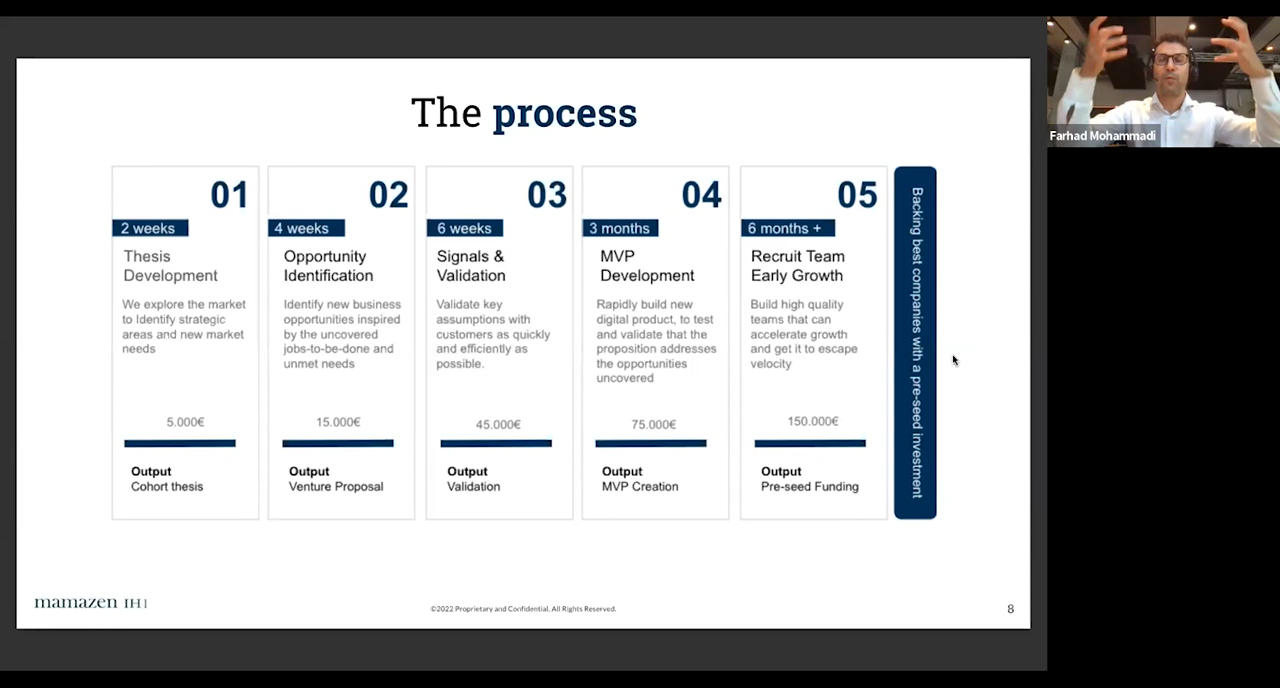 The process
01
2 weeks
Thesis
Development
We explore the market
to Identify strategic
areas and new market
needs
5.000€
Output
Cohort thesis
02
4 weeks
Opportunity
Identification
Identify new business
opportunities inspired
by the uncovered
jobs-to-be-done and
unmet needs
15.000€
Output
Venture Proposal
03
6 weeks
Signals &
Validation
Validate key
assumptions with
customers as quickly
and efficiently as
possible.
45.000€
Output
Validation
04
3 months
MVP
Development
Rapidly build new
digital product, to test
and validate that the
proposition addresses
the opportunities
uncovered
75.000€
Output
MVP Creation
05
6 months +
Recruit Team
Early Growth
Build high quality
teams that can
accelerate growth
and get it to escape
velocity
150.000€
Output
Pre-seed Funding
Backing best companies with a pre-seed investment
mamazen
©2022 Proprietary and Confidential. All Rights Reserved.
8
Farhad Mohammadi